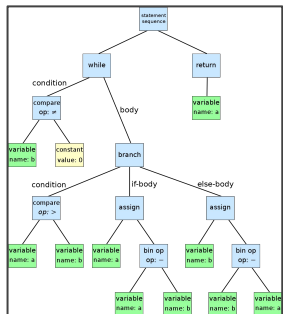 statement
sequence
while
return
condition
body
compare
op: ≠
variable
name: a
variable
name: b
constant
value: 0
branch
condition
if-body
else-body
compare
op: >
assign
assign
variable
name: a
variable
name: b
variable
name: a
bin op
op: −
variable
name: b
bin op
op: −
variable
name: a
variable
name: b
variable
name: b
variable
name: a